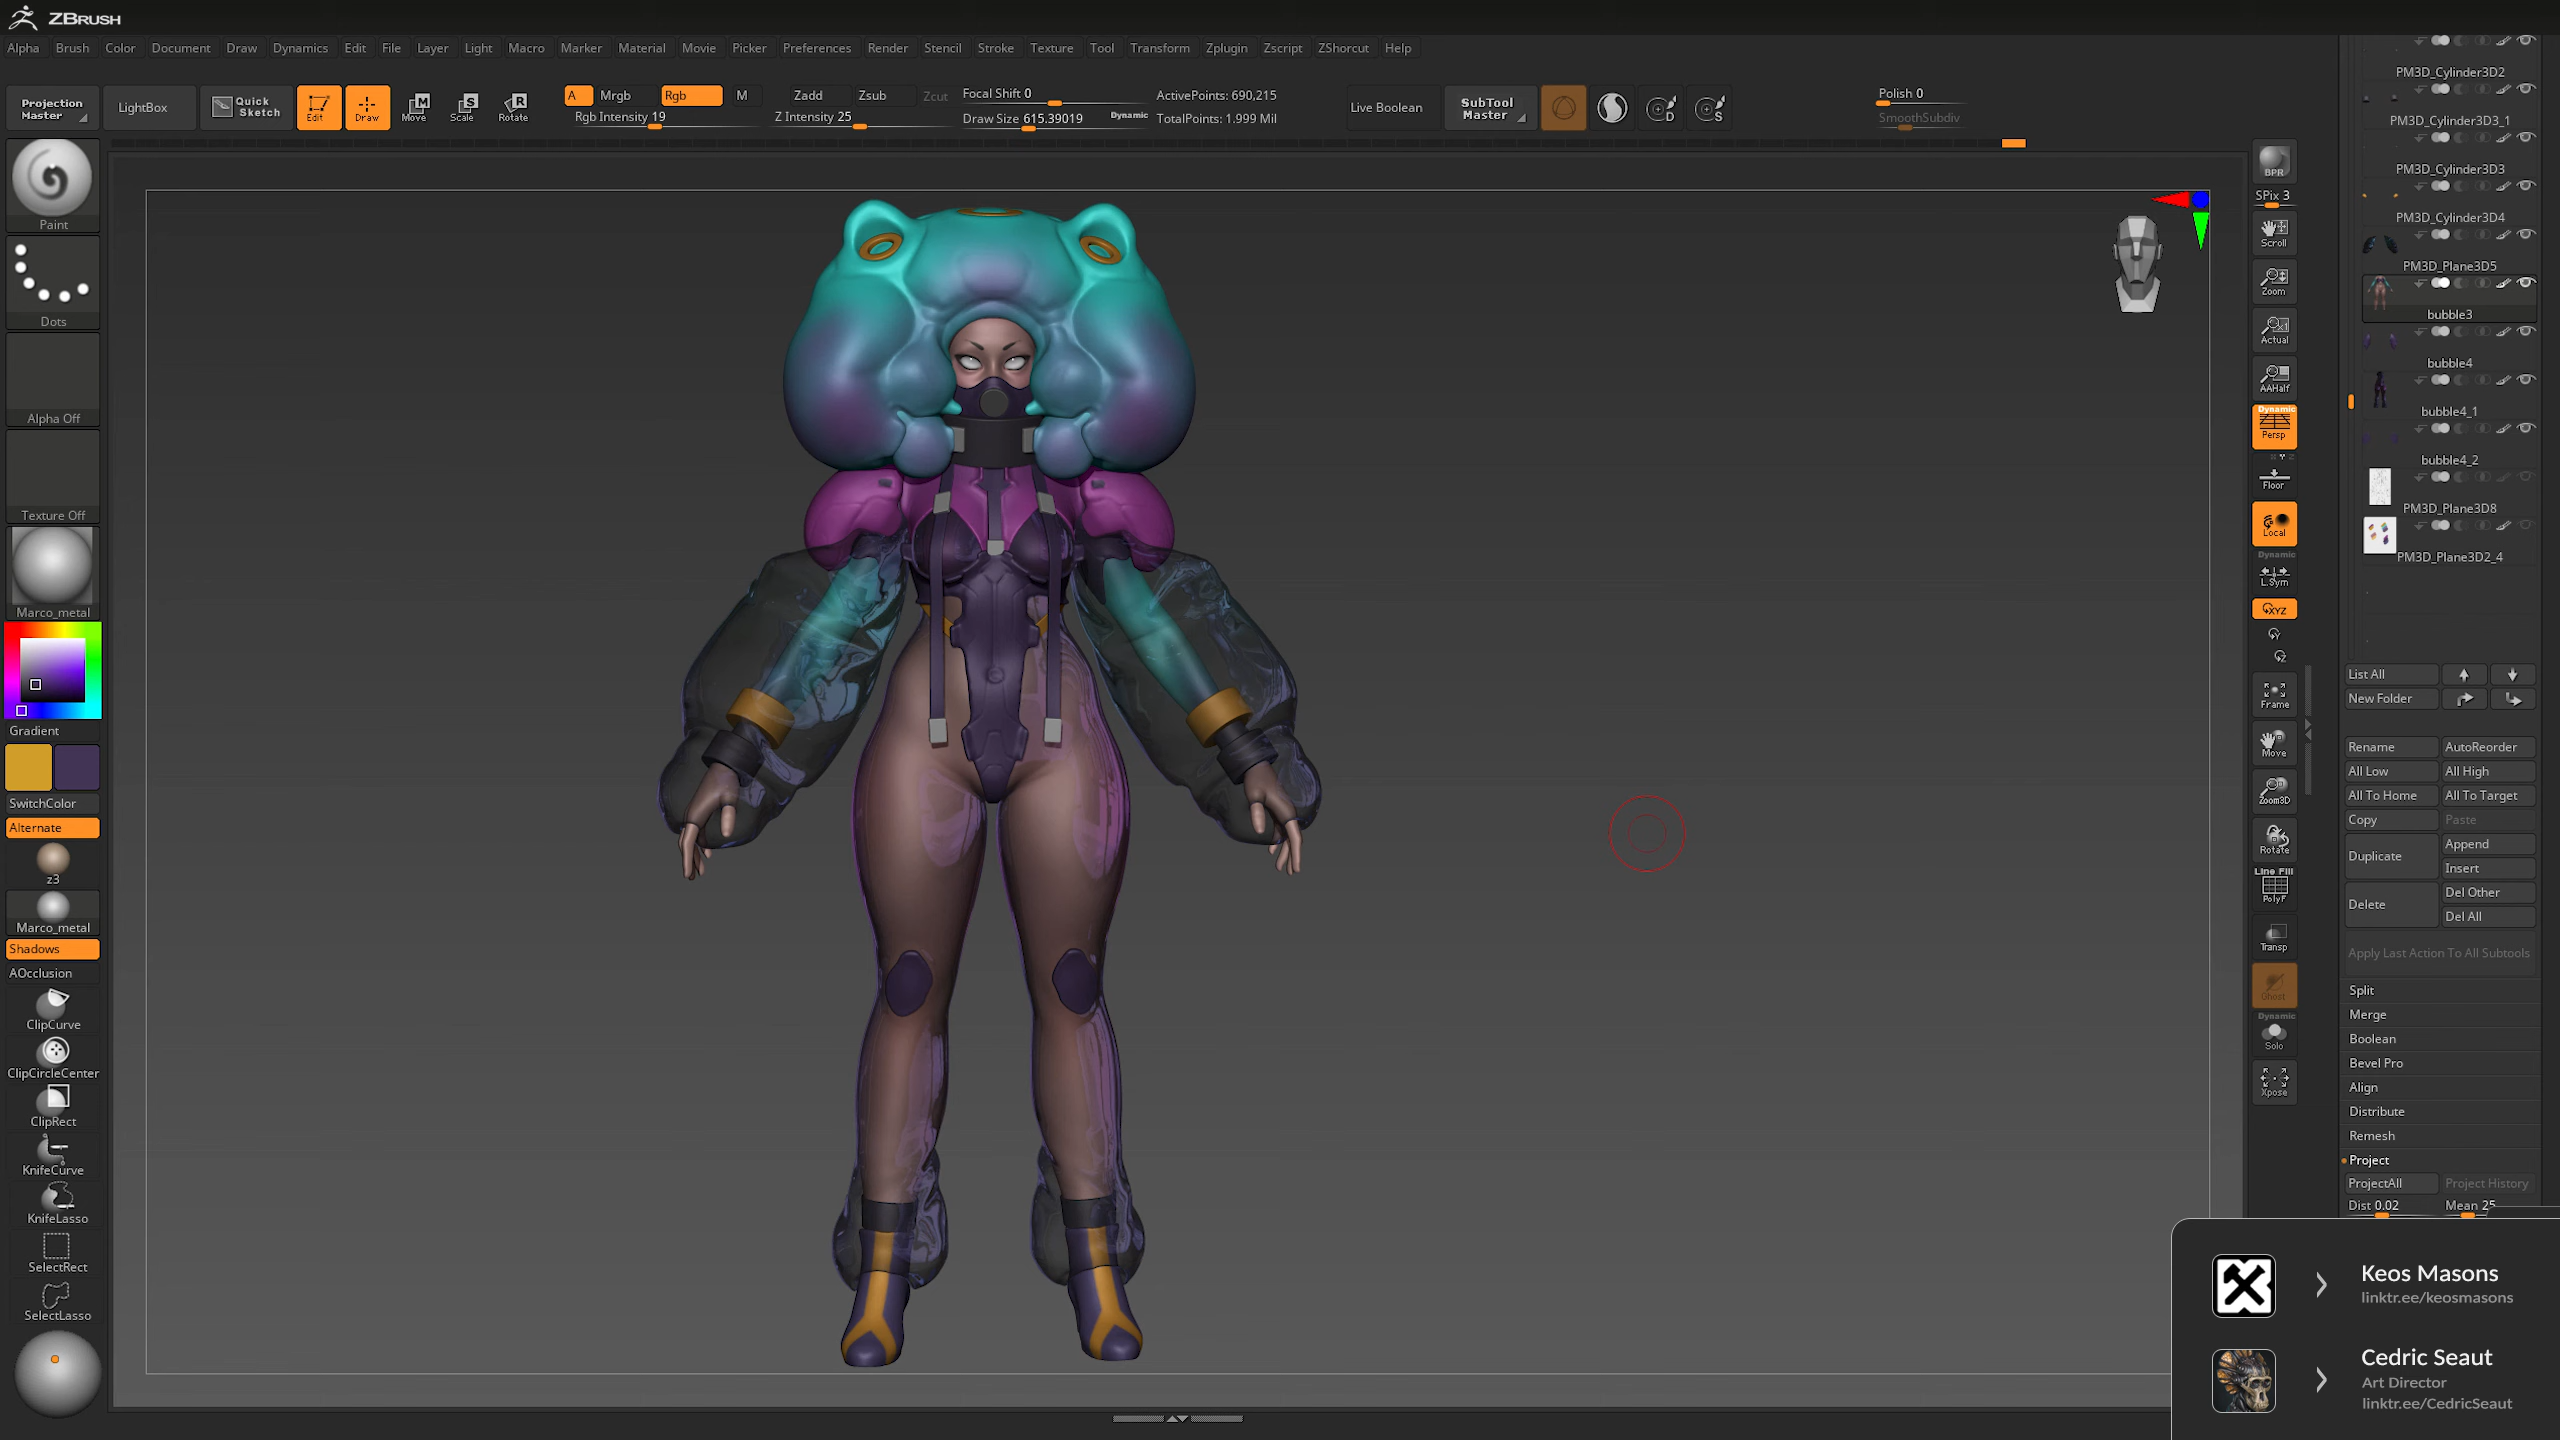 ZBRUSH
Alpha Brush Color Document Draw Dynamics Edit File Layer Light Macro Marker Material Movie Picker Preferences Render Stencil Stroke Texture Tool Transform Zplugin Zscript ZShorcut Help
Projection Master
LightBox
Quick Sketch
Edit
Draw
Move
Scale
Rotate
A Mrgb Rgb M
Rgb Intensity 19
Zadd Zsub Zcut
Z Intensity 25
Focal Shift 0
Draw Size 615.39019
Dynamic
ActivePoints: 690,215
TotalPoints: 1.999 Mil
Live Boolean
SubTool Master
D
S
Polish 0
SmoothSubdiv
Paint
Dots
Alpha Off
Texture Off
Marco_metal
Gradient
SwitchColor
Alternate
z3
Marco_metal
Shadows
AOcclusion
ClipCurve
ClipCircleCenter
ClipRect
KnifeCurve
KnifeLasso
SelectRect
SelectLasso
BPR
SPix 3
Scroll
Zoom
Actual
AAHalf
Dynamic
Persp
Floor
Local
Dynamic
L.Sym
XYZ
Y
Z
Frame
Move
Zoom3D
Rotate
Line Fill
PolyF
Transp
Ghost
Dynamic
Solo
Xpose
PM3D_Cylinder3D2
PM3D_Cylinder3D3_1
PM3D_Cylinder3D3
PM3D_Cylinder3D4
PM3D_Plane3D5
bubble3
bubble4
bubble4_1
bubble4_2
PM3D_Plane3D8
PM3D_Plane3D2_4
List All
New Folder
Rename AutoReorder
All Low All High
All To Home All To Target
Copy Paste
Duplicate Append
Insert
Delete Del Other
Del All
Apply Last Action To All Subtools
Split
Merge
Boolean
Bevel Pro
Align
Distribute
Remesh
Project
ProjectAll Project History
Dist 0.02 Mean 25
Keos Masons
linktr.ee/keosmasons
Cedric Seaut
Art Director
linktr.ee/CedricSeaut